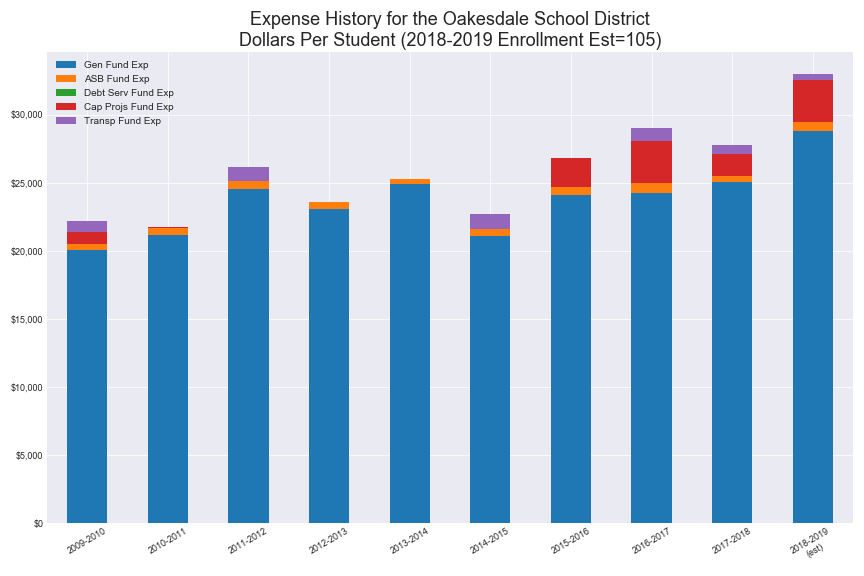 Expense History for the Oakesdale School District
Dollars Per Student (2018-2019 Enrollment Est=105)
Gen Fund Exp
ASB Fund Exp
Debt Serv Fund Exp
Cap Projs Fund Exp
Transp Fund Exp
$30,000
$25,000
$20,000
$15,000
$10,000
$5,000
$0
2009-2010
2010-2011
2011-2012
2012-2013
2013-2014
2014-2015
2015-2016
2016-2017
2017-2018
2018-2019
(est)